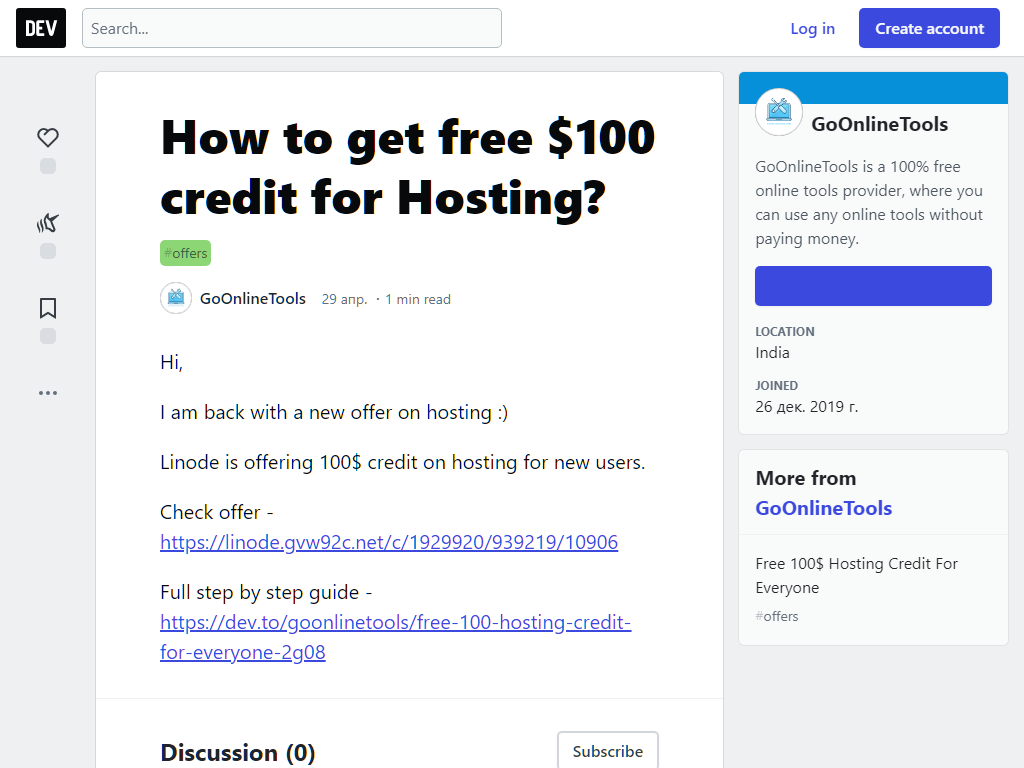 DEV
Search...
Log in
Create account
How to get free $100
credit for Hosting?
#offers
GoOnlineTools 29 апр. · 1 min read
Hi,
I am back with a new offer on hosting :)
Linode is offering 100$ credit on hosting for new users.
Check offer -
https://linode.gvw92c.net/c/1929920/939219/10906
Full step by step guide -
https://dev.to/goonlinetools/free-100-hosting-credit-
for-everyone-2g08
Discussion (0)
Subscribe
GoOnlineTools
GoOnlineTools is a 100% free
online tools provider, where you
can use any online tools without
paying money.
LOCATION
India
JOINED
26 дек. 2019 г.
More from
GoOnlineTools
Free 100$ Hosting Credit For
Everyone
#offers